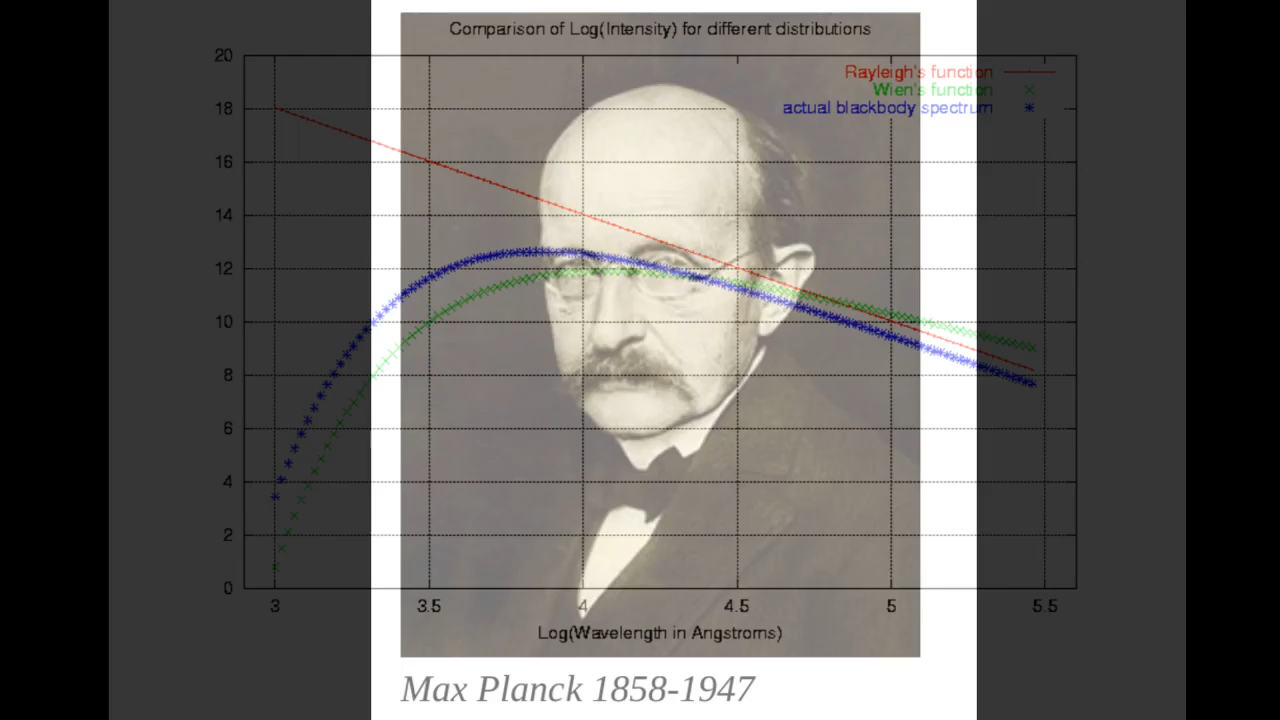 Comparison of Log(Intensity) for different distributions
20
Rayleigh's function
Wien's function
actual blackbody spectrum
18
16
14
12
10
8
6
4
2
0
3 3.5 4 4.5 5 5.5
Log(Wavelength in Angstroms)
Max Planck 1858-1947